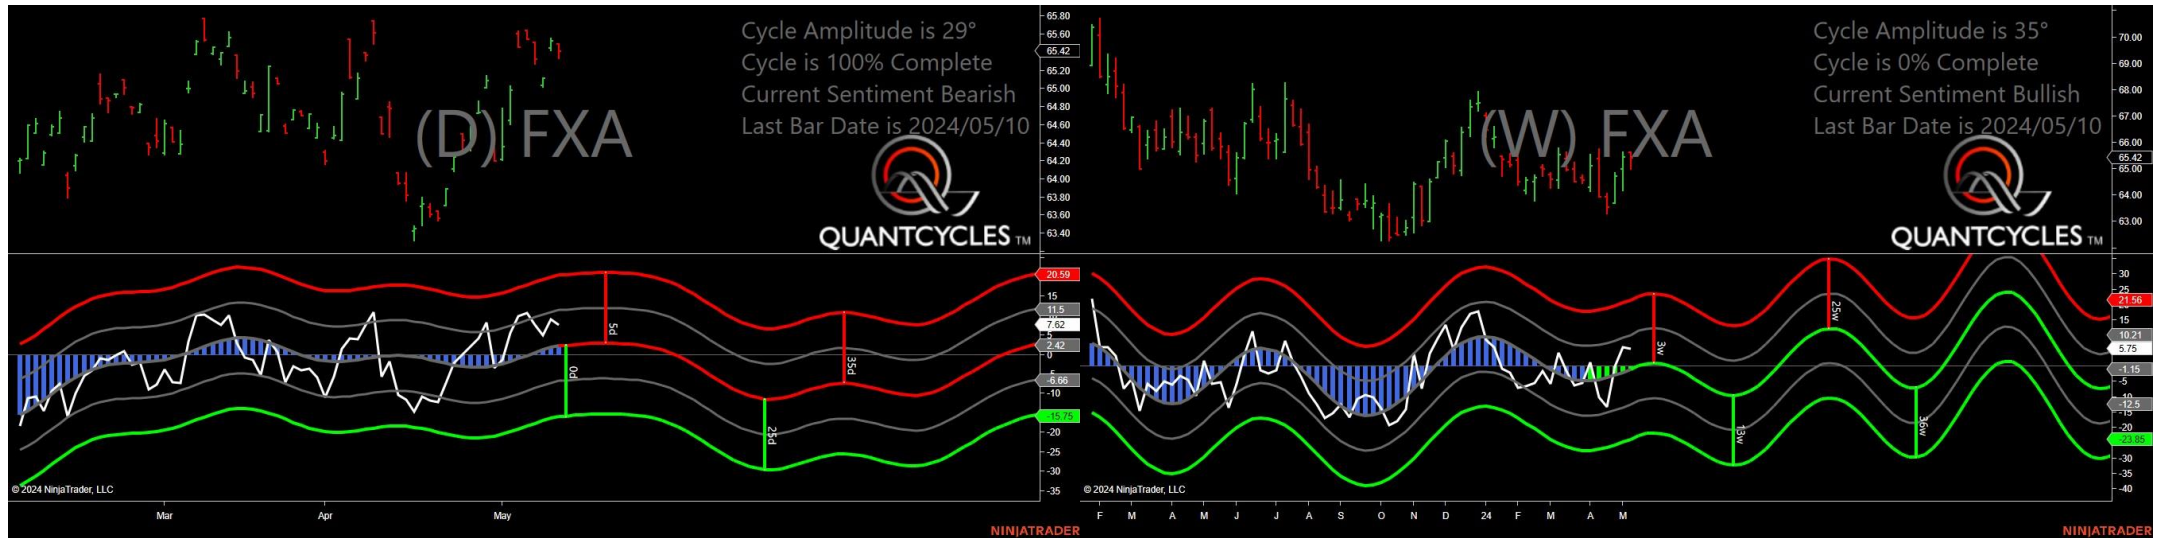 Cycle Amplitude is 29°
Cycle is 100% Complete
Current Sentiment Bearish
Last Bar Date is 2024/05/10
(D) FXA
QUANTCYCLES TM
65.80
65.60
65.42
65.20
65.00
64.80
64.60
64.40
64.20
64.00
63.80
63.60
63.40
20.59
15
11.5
7.62
2.42
0
-5
-6.66
-10
-15.75
-20
-25
-30
-35
5d
0d
35d
25d
© 2024 NinjaTrader, LLC
Mar
Apr
May
NINJATRADER
Cycle Amplitude is 35°
Cycle is 0% Complete
Current Sentiment Bullish
Last Bar Date is 2024/05/10
(W) FXA
QUANTCYCLES TM
70.00
69.00
68.00
67.00
66.00
65.42
65.00
64.00
63.00
30
21.56
15
10.21
5.75
-1.15
-5
-12.5
-15
-20
-23.85
-30
-35
-40
3w
25w
13w
36w
© 2024 NinjaTrader, LLC
F M A M J J A S O N D 24 F M A M
NINJATRADER